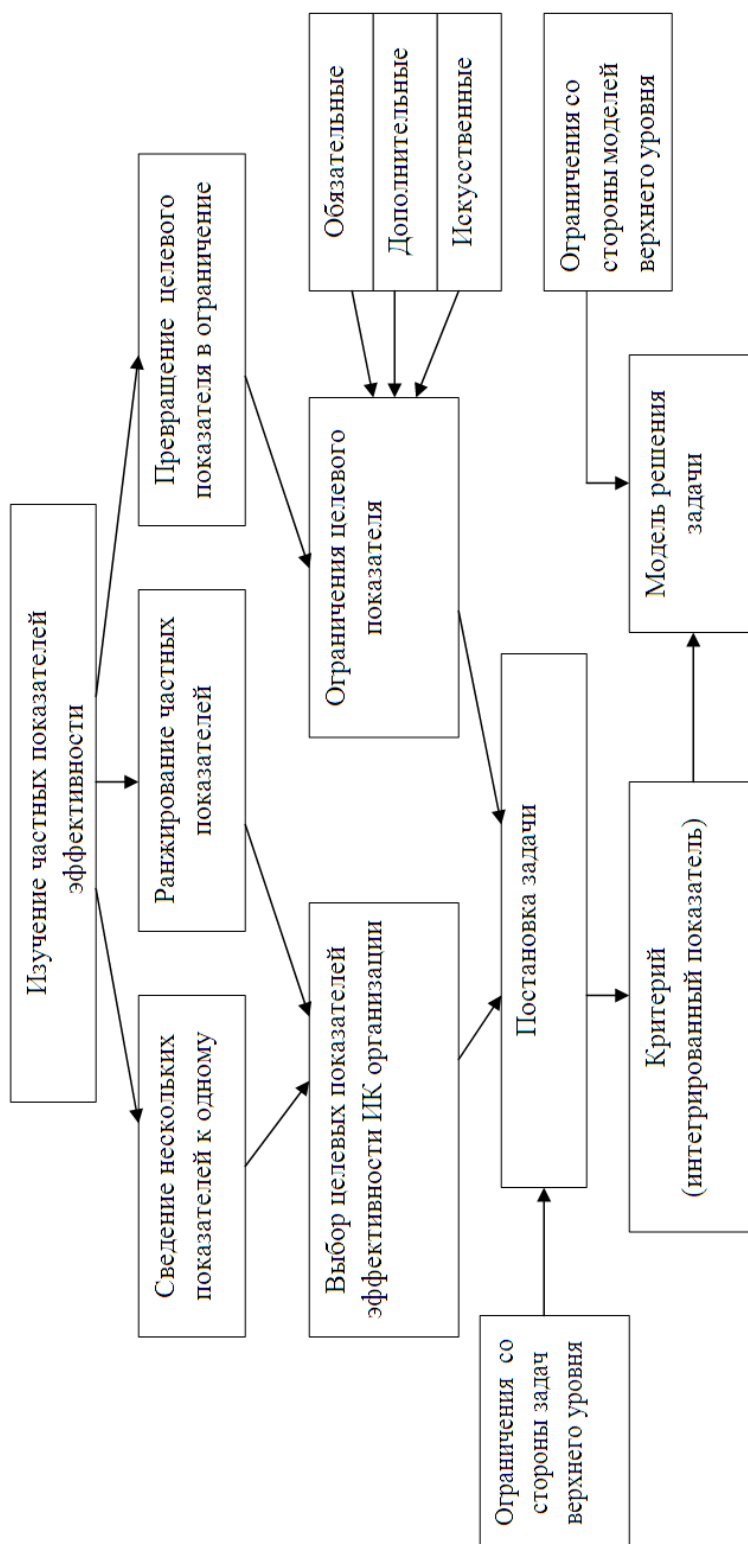 Изучение частных показателей
эффективности
Сведение нескольких
показателей к одному
Ранжирование частных
показателей
Превращение целевого
показателя в ограничение
Выбор целевых показателей
эффективности ИК организации
Ограничения целевого
показателя
Обязательные
Дополнительные
Искусственные
Ограничения со
стороны задач
верхнего уровня
Постановка задачи
Критерий
(интегрированный показатель)
Модель решения
задачи
Ограничения со
стороны моделей
верхнего уровня